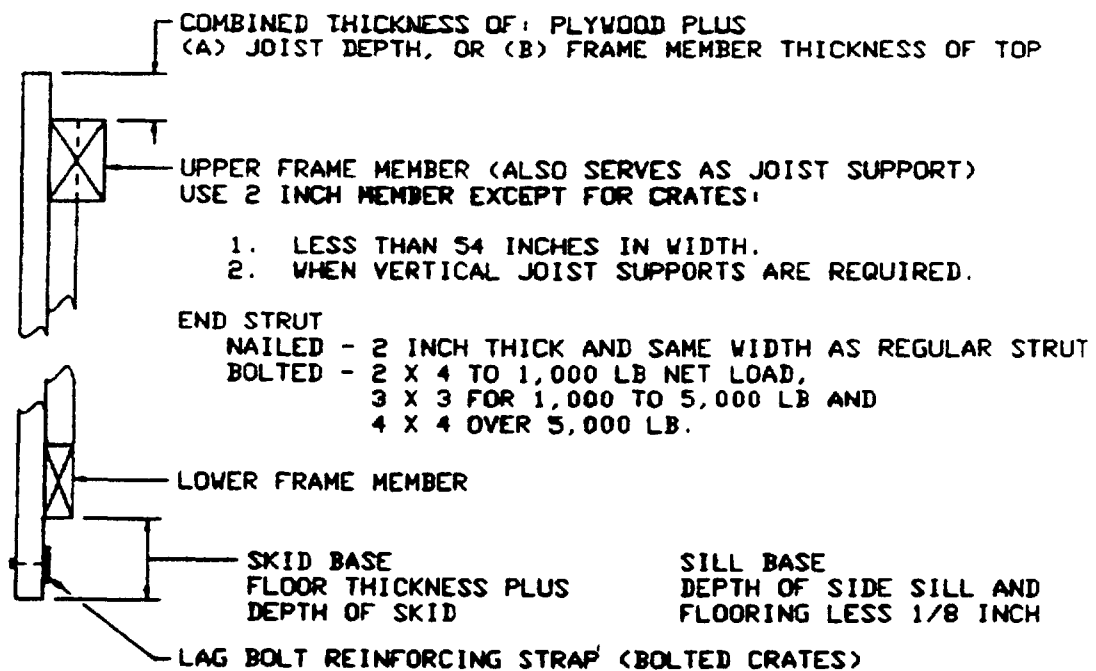 COMBINED THICKNESS OF: PLYWOOD PLUS
(A) JOIST DEPTH, OR (B) FRAME MEMBER THICKNESS OF TOP
UPPER FRAME MEMBER (ALSO SERVES AS JOIST SUPPORT)
USE 2 INCH MEMBER EXCEPT FOR CRATES:
1. LESS THAN 54 INCHES IN WIDTH.
2. WHEN VERTICAL JOIST SUPPORTS ARE REQUIRED.
END STRUT
NAILED - 2 INCH THICK AND SAME WIDTH AS REGULAR STRUT
BOLTED - 2 X 4 TO 1,000 LB NET LOAD,
3 X 3 FOR 1,000 TO 5,000 LB AND
4 X 4 OVER 5,000 LB.
LOWER FRAME MEMBER
SKID BASE
FLOOR THICKNESS PLUS
DEPTH OF SKID
SILL BASE
DEPTH OF SIDE SILL AND
FLOORING LESS 1/8 INCH
LAG BOLT REINFORCING STRAP (BOLTED CRATES)